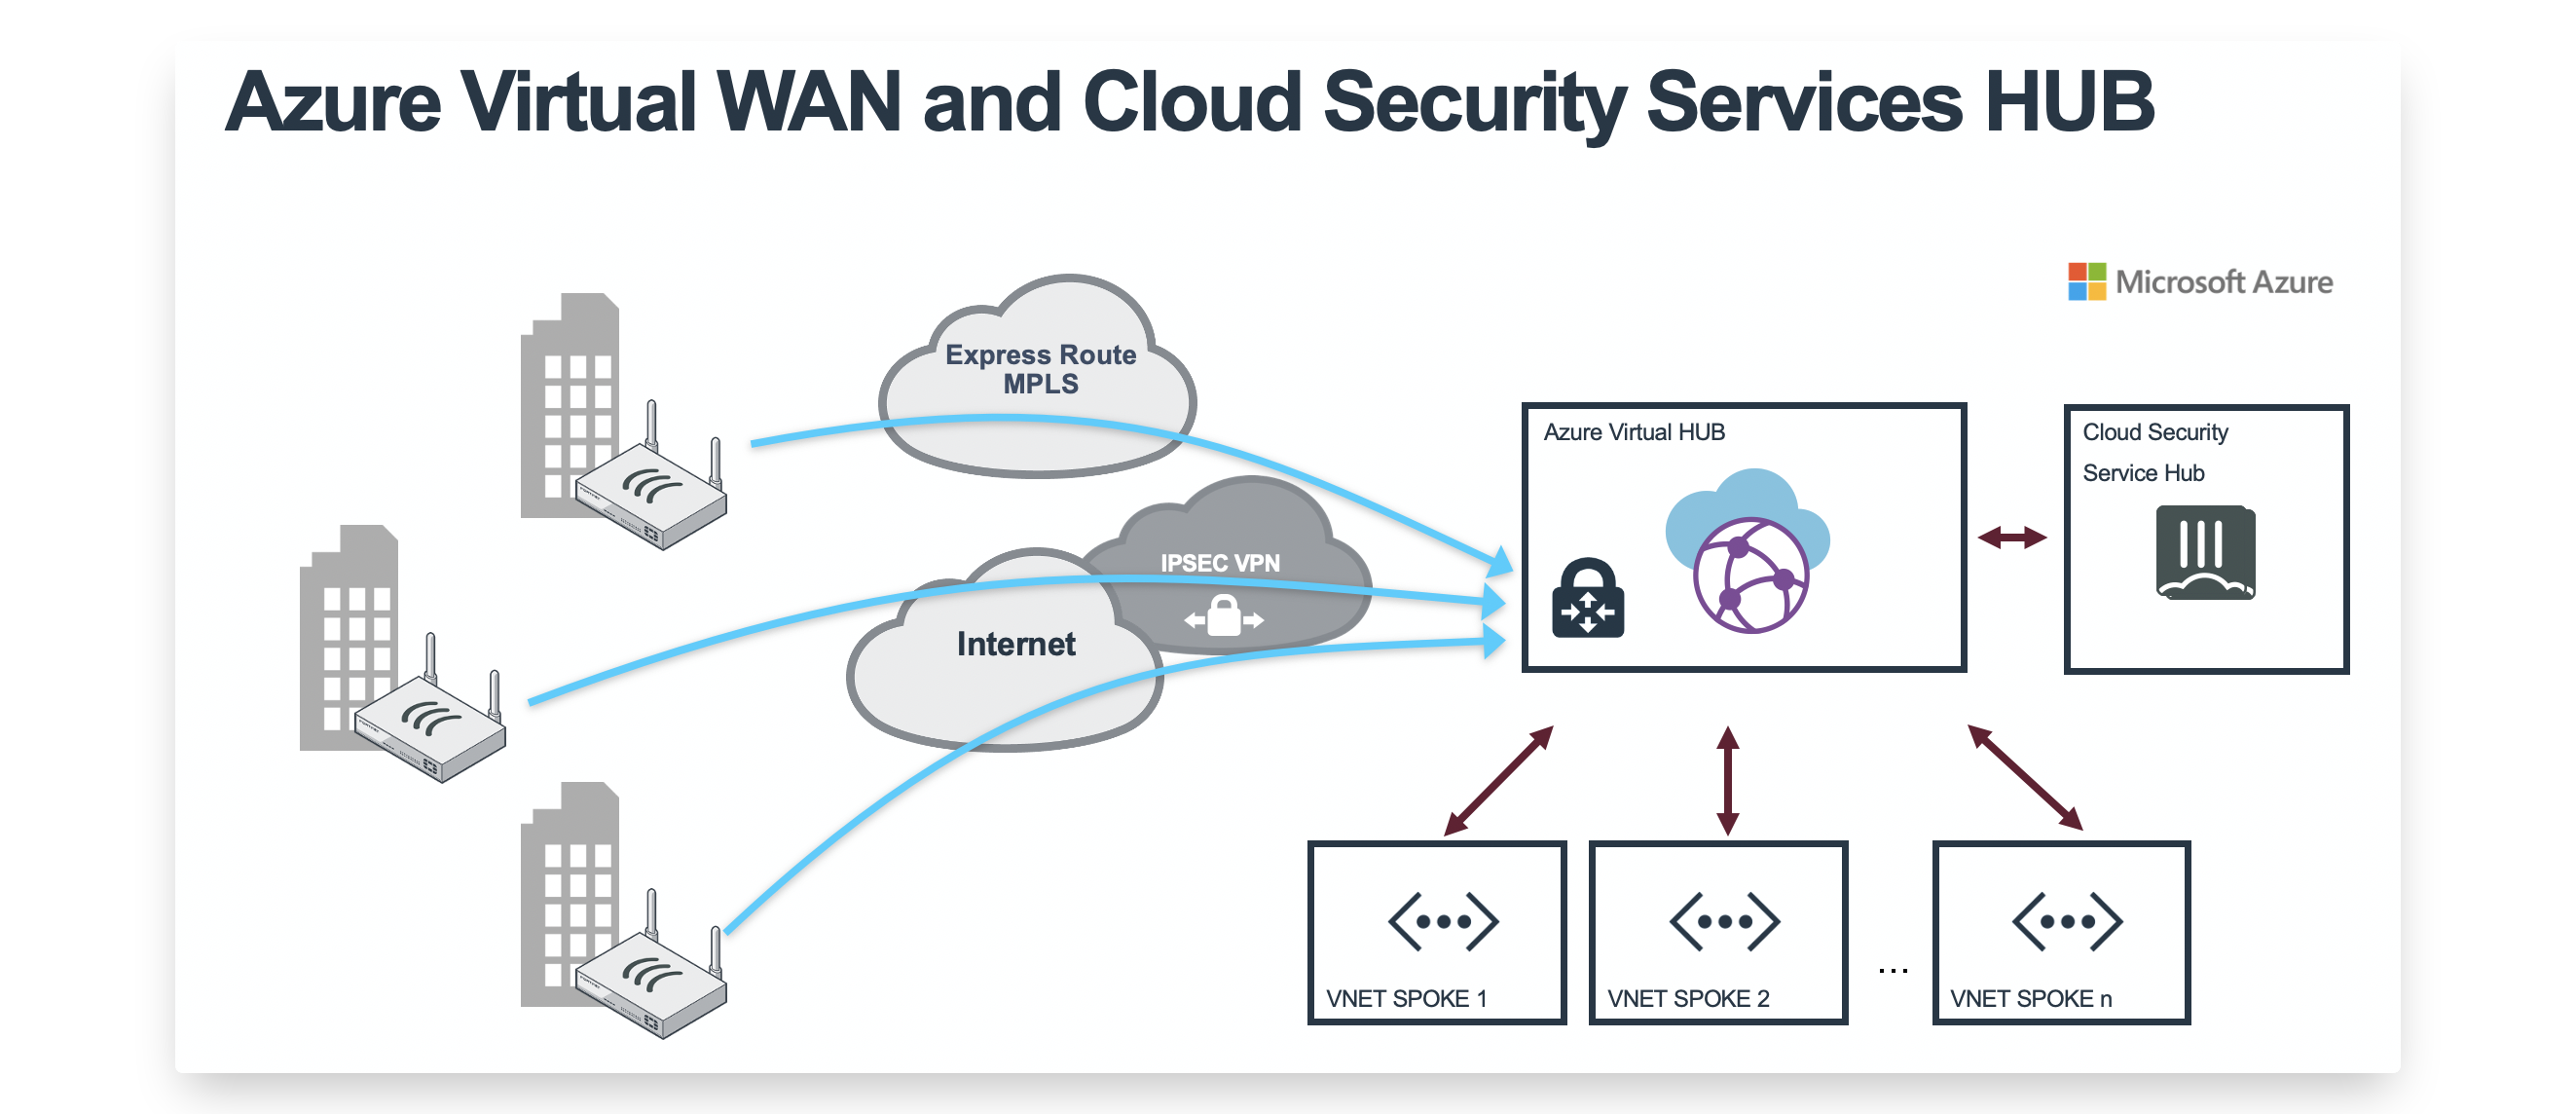 Azure Virtual WAN and Cloud Security Services HUB
Microsoft Azure
Express Route
MPLS
IPSEC VPN
Internet
Azure Virtual HUB
Cloud Security
Service Hub
VNET SPOKE 1
VNET SPOKE 2
...
VNET SPOKE n